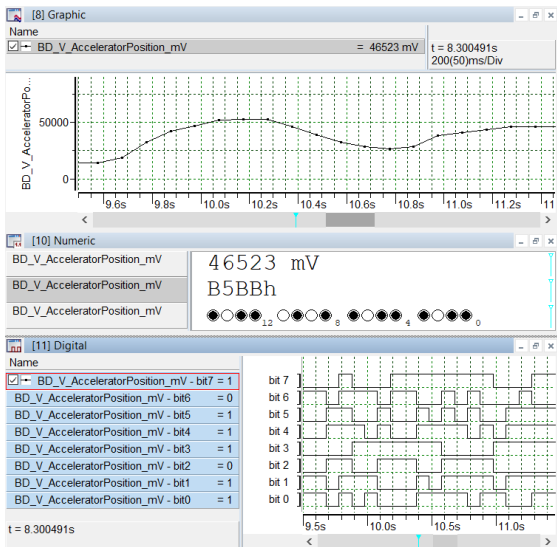 [8] Graphic
Name
BD_V_AcceleratorPosition_mV = 46523 mV
t = 8.300491s
200(50)ms/Div
BD_V_AcceleratorPo...
50000
0
9.6s 9.8s 10.0s 10.2s 10.4s 10.6s 10.8s 11.0s 11.2s 11
[10] Numeric
BD_V_AcceleratorPosition_mV 46523 mV
BD_V_AcceleratorPosition_mV B5BBh
BD_V_AcceleratorPosition_mV 12 8 4 0
[11] Digital
Name
BD_V_AcceleratorPosition_mV - bit7 = 1
BD_V_AcceleratorPosition_mV - bit6 = 0
BD_V_AcceleratorPosition_mV - bit5 = 1
BD_V_AcceleratorPosition_mV - bit4 = 1
BD_V_AcceleratorPosition_mV - bit3 = 1
BD_V_AcceleratorPosition_mV - bit2 = 0
BD_V_AcceleratorPosition_mV - bit1 = 1
BD_V_AcceleratorPosition_mV - bit0 = 1
t = 8.300491s
bit 7
bit 6
bit 5
bit 4
bit 3
bit 2
bit 1
bit 0
9.5s 10.0s 10.5s 11.0s